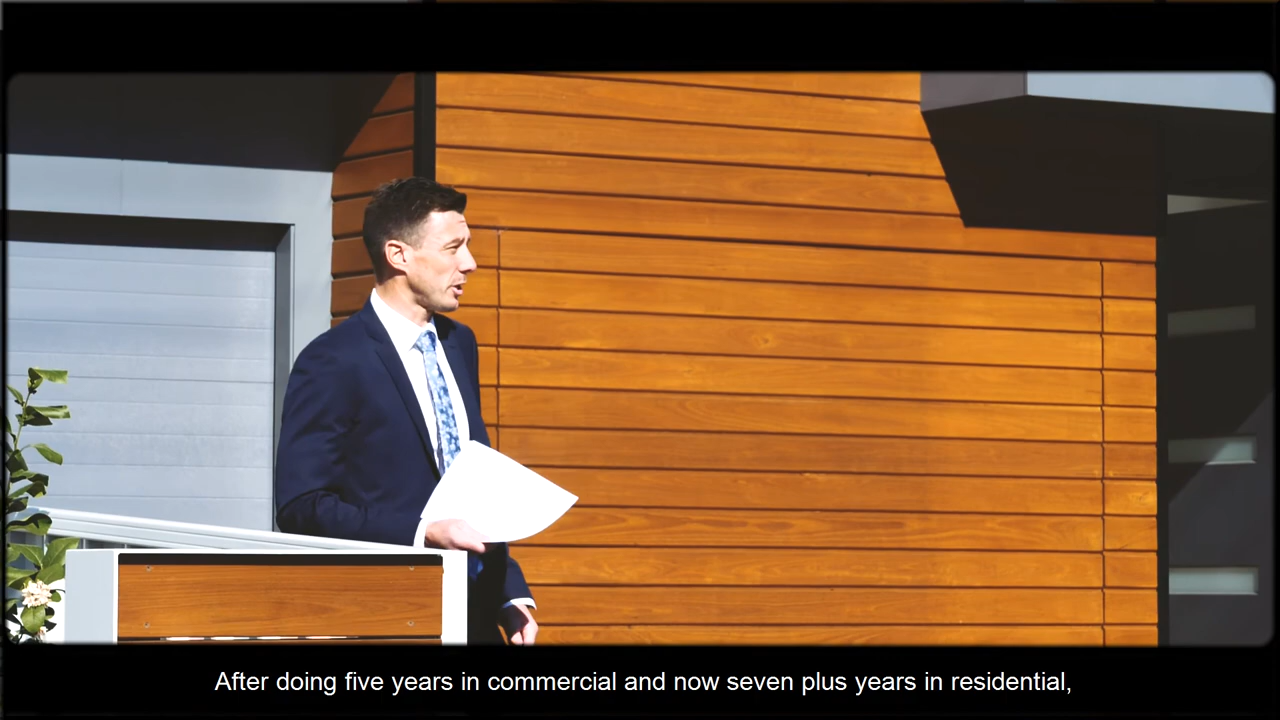 After doing five years in commercial and now seven plus years in residential,